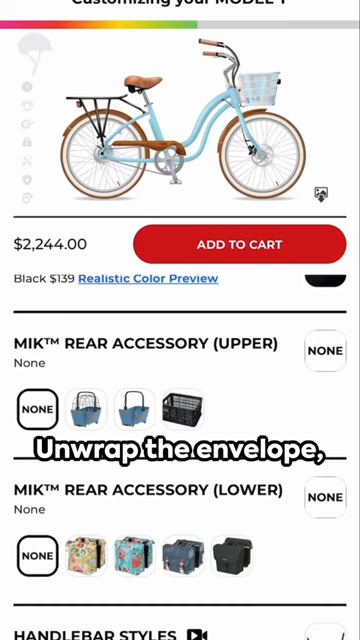 Customizing your MODEL Y
$2,244.00
ADD TO CART
Black $139 Realistic Color Preview
MIK™ REAR ACCESSORY (UPPER)
None
NONE
NONE
Unwrap the envelope,
MIK™ REAR ACCESSORY (LOWER)
None
NONE
NONE
HANDLEBAR STYLES